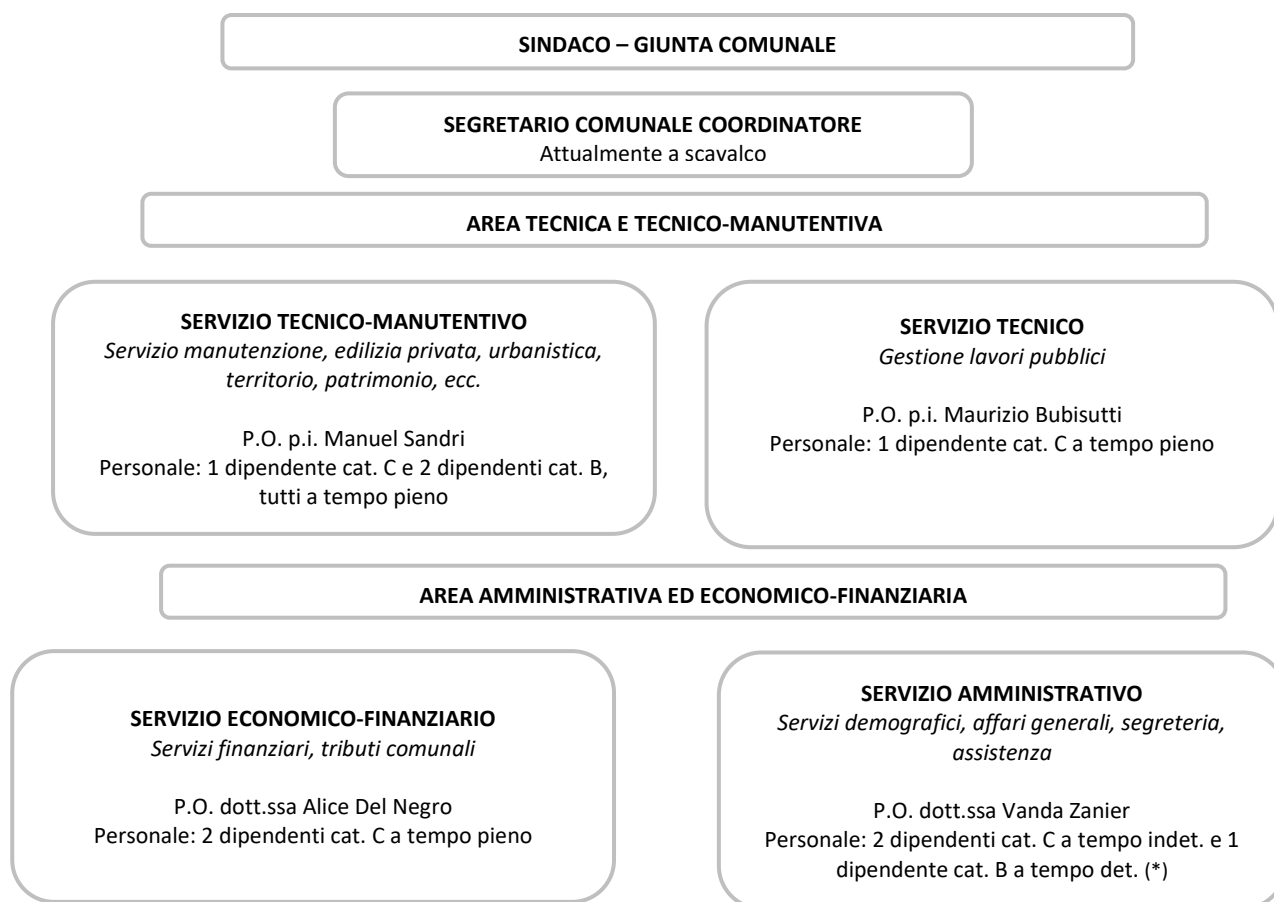 SINDACO – GIUNTA COMUNALE
SEGRETARIO COMUNALE COORDINATORE
Attualmente a scavalco
AREA TECNICA E TECNICO-MANUTENTIVA
SERVIZIO TECNICO-MANUTENTIVO
Servizio manutenzione, edilizia privata, urbanistica,
territorio, patrimonio, ecc.
P.O. p.i. Manuel Sandri
Personale: 1 dipendente cat. C e 2 dipendenti cat. B,
tutti a tempo pieno
SERVIZIO TECNICO
Gestione lavori pubblici
P.O. p.i. Maurizio Bubisutti
Personale: 1 dipendente cat. C a tempo pieno
AREA AMMINISTRATIVA ED ECONOMICO-FINANZIARIA
SERVIZIO ECONOMICO-FINANZIARIO
Servizi finanziari, tributi comunali
P.O. dott.ssa Alice Del Negro
Personale: 2 dipendenti cat. C a tempo pieno
SERVIZIO AMMINISTRATIVO
Servizi demografici, affari generali, segreteria,
assistenza
P.O. dott.ssa Vanda Zanier
Personale: 2 dipendenti cat. C a tempo indet. e 1
dipendente cat. B a tempo det. (*)